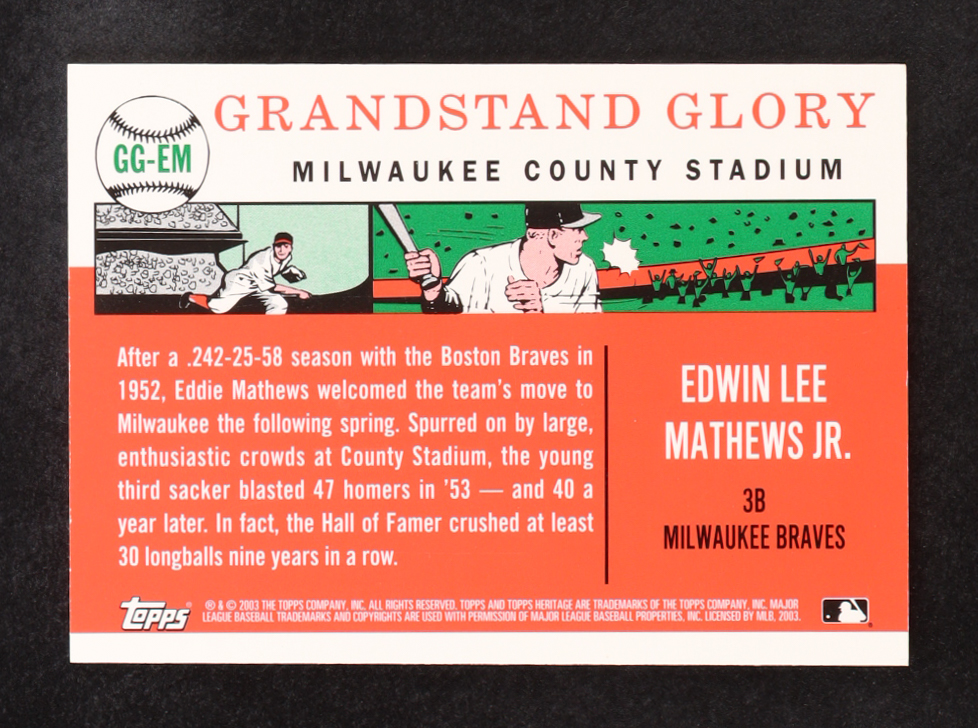 GG-EM
GRANDSTAND GLORY
MILWAUKEE COUNTY STADIUM
After a .242-25-58 season with the Boston Braves in
1952, Eddie Mathews welcomed the team's move to
Milwaukee the following spring. Spurred on by large,
enthusiastic crowds at County Stadium, the young
third sacker blasted 47 homers in '53 — and 40 a
year later. In fact, the Hall of Famer crushed at least
30 longballs nine years in a row.
EDWIN LEE
MATHEWS JR.
3B
MILWAUKEE BRAVES
Topps ®
® & © 2003 THE TOPPS COMPANY, INC. ALL RIGHTS RESERVED. TOPPS AND TOPPS HERITAGE ARE TRADEMARKS OF THE TOPPS COMPANY, INC. MAJOR
LEAGUE BASEBALL TRADEMARKS AND COPYRIGHTS ARE USED WITH PERMISSION OF MAJOR LEAGUE BASEBALL PROPERTIES, INC. LICENSED BY MLB, 2003.